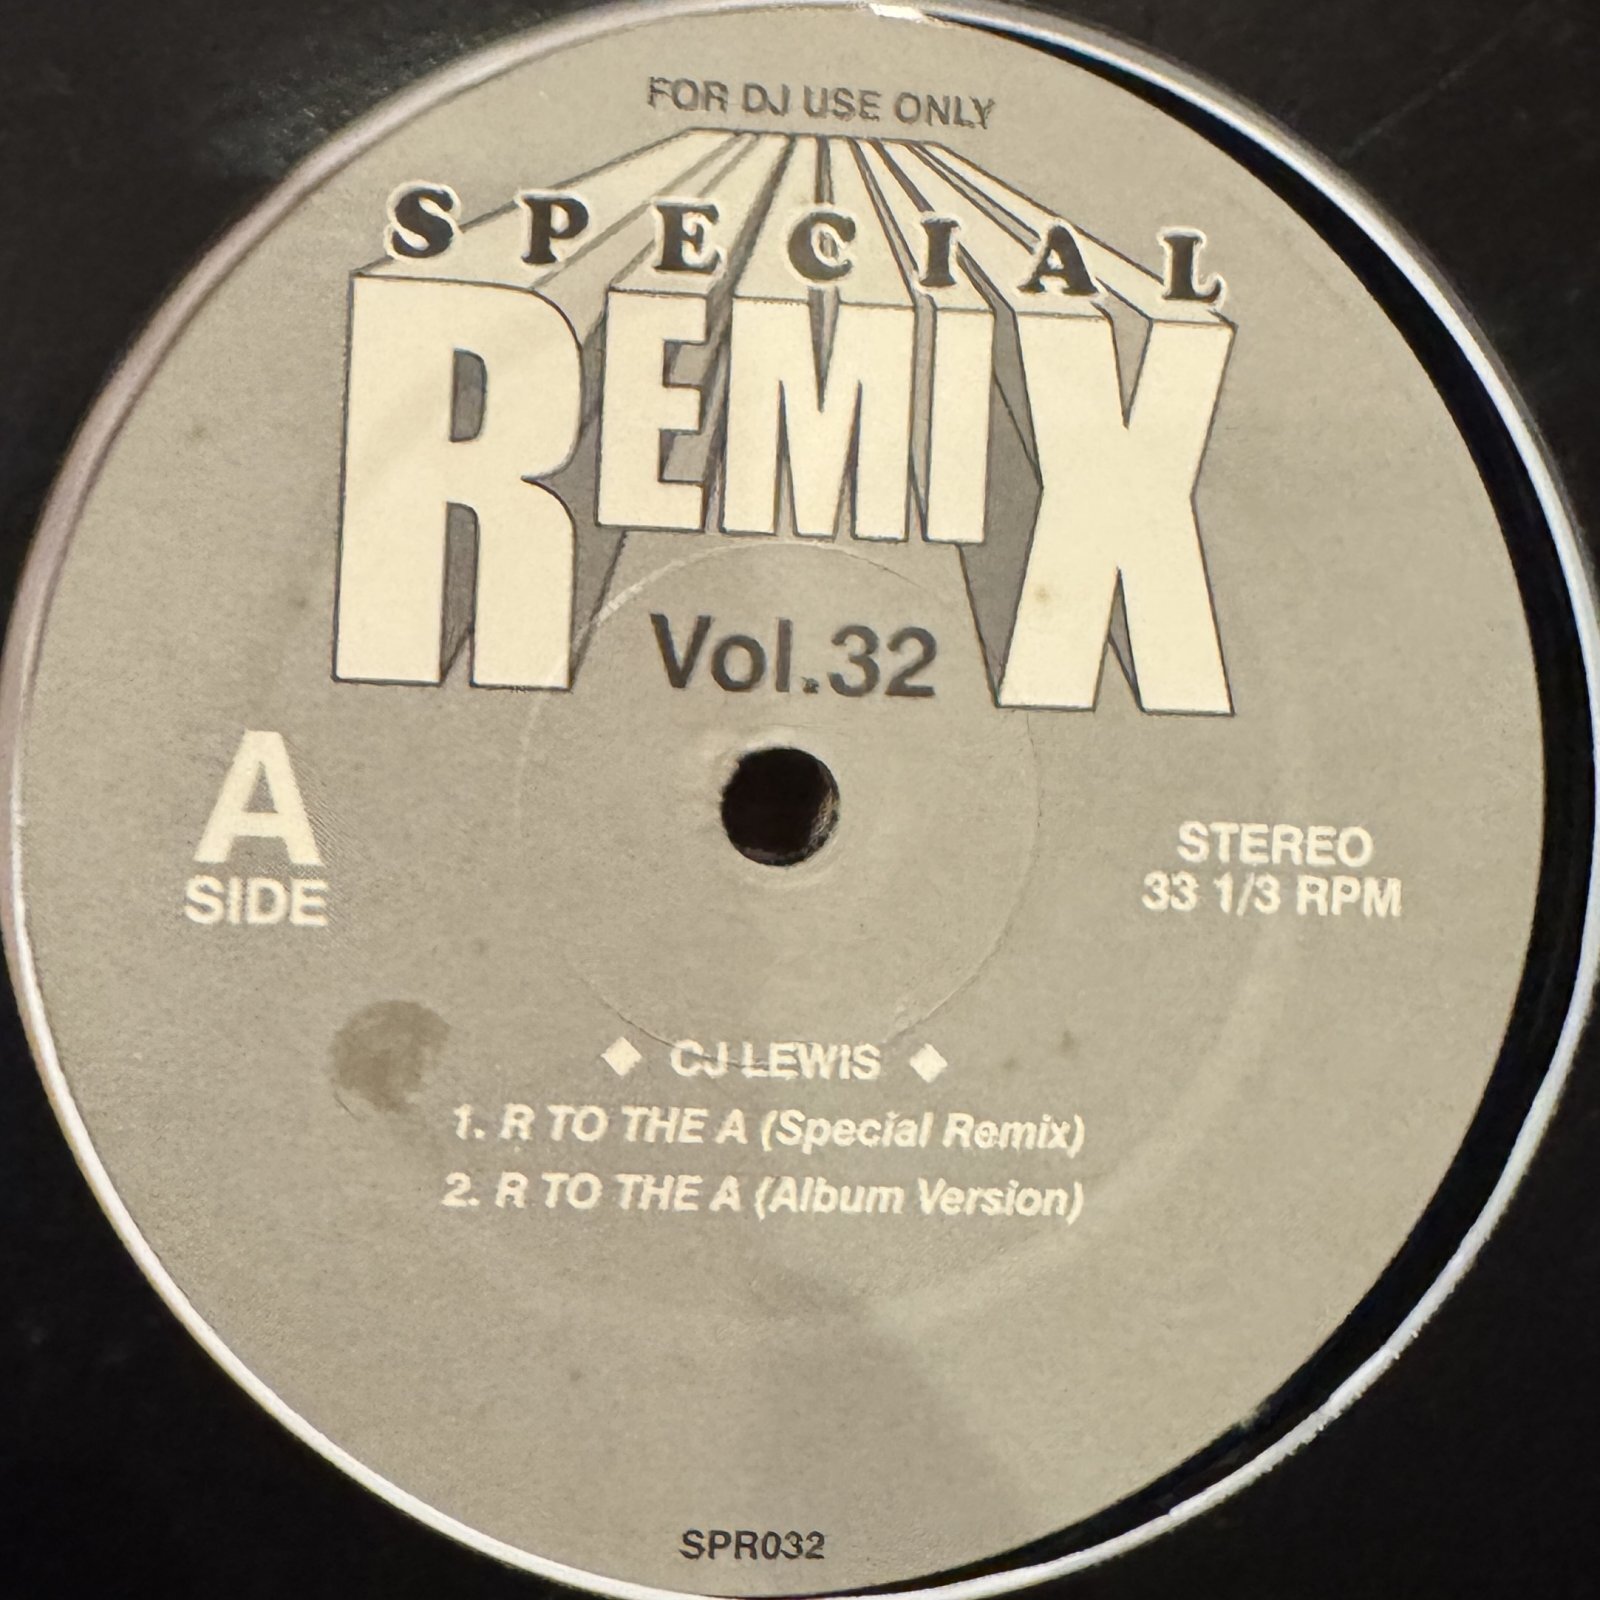 FOR DJ USE ONLY
SPECIAL
REMIX
Vol.32
A
SIDE
STEREO
33 1/3 RPM
◆ CJ LEWIS ◆
1. R TO THE A (Special Remix)
2. R TO THE A (Album Version)
SPR032